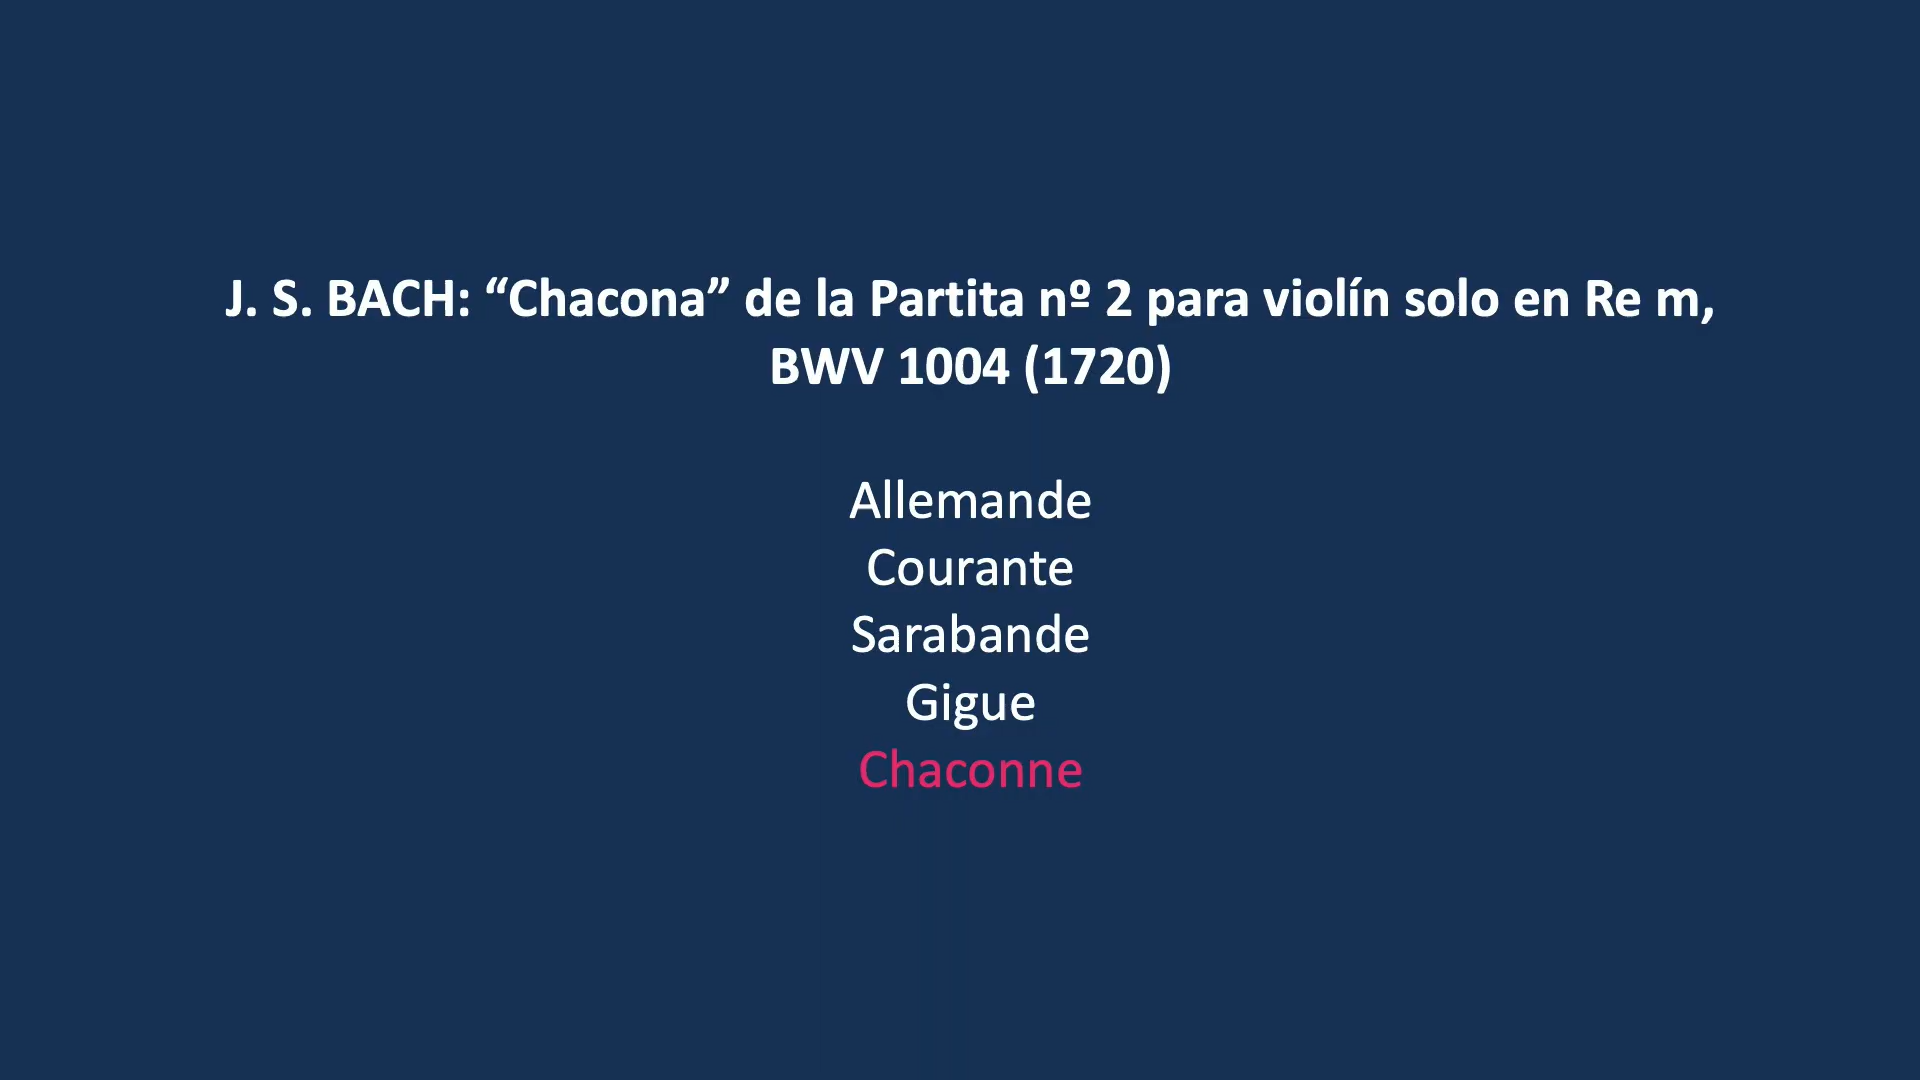 J. S. BACH: “Chacona” de la Partita nº 2 para violín solo en Re m,
BWV 1004 (1720)
Allemande
Courante
Sarabande
Gigue
Chaconne